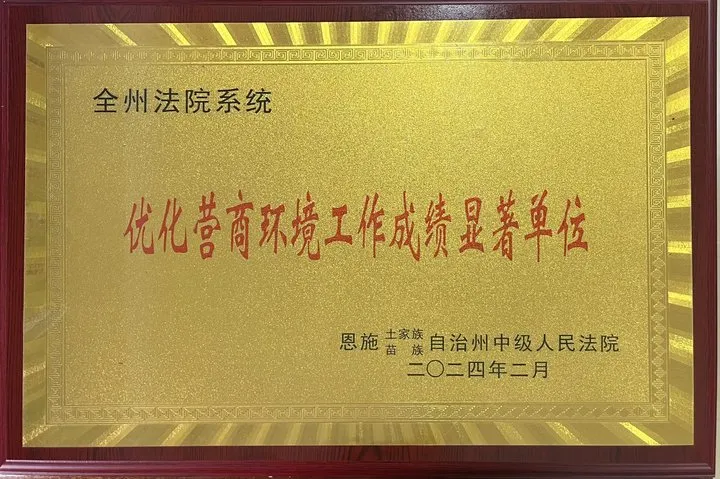 全州法院系统
优化营商环境工作成绩显著单位
恩施土家族苗族自治州中级人民法院
二〇二四年二月